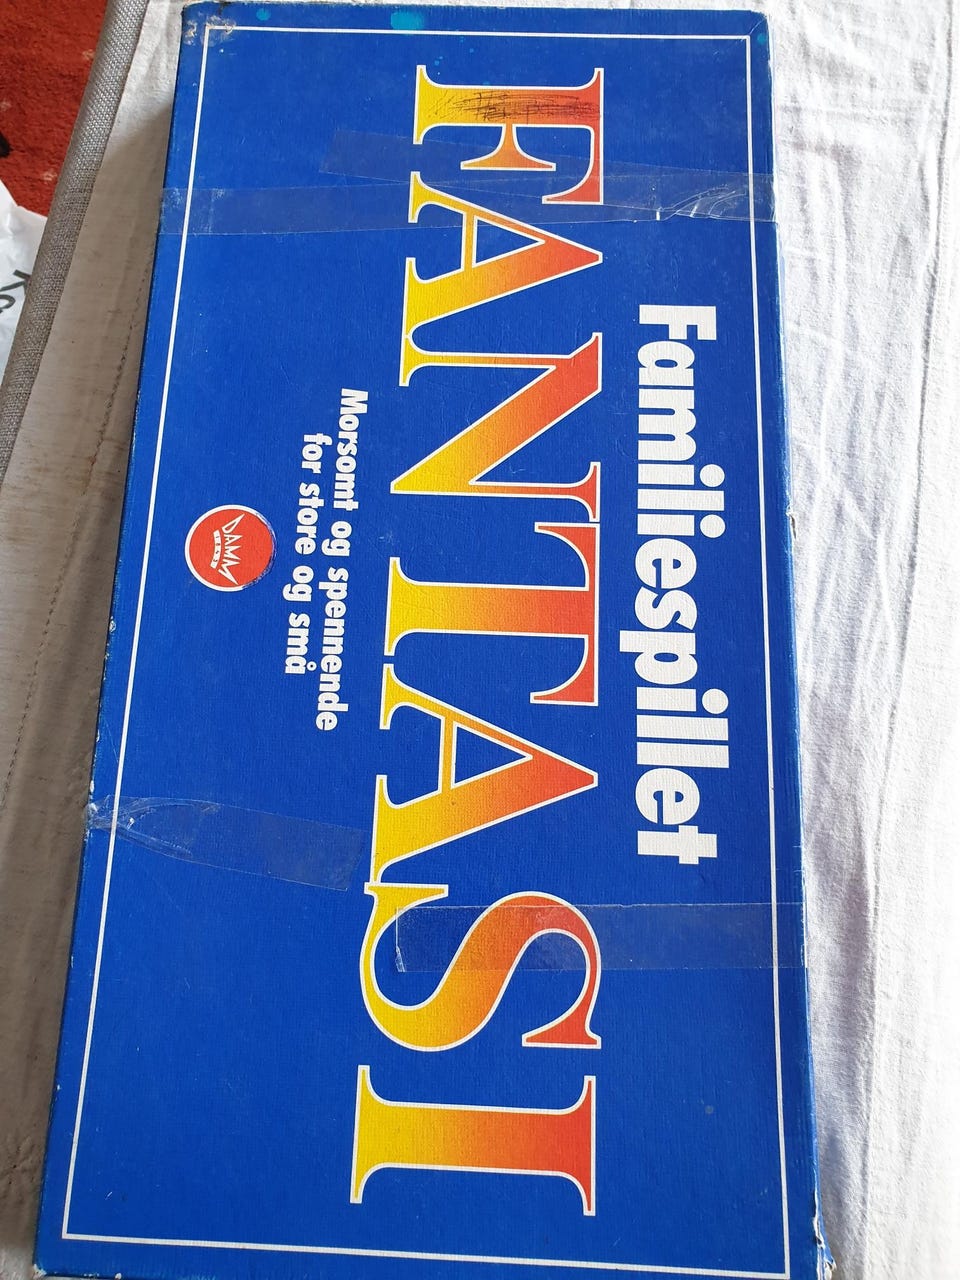 Familiespillet
FANTASI
Morsomt og spennende
for store og små
DAMM